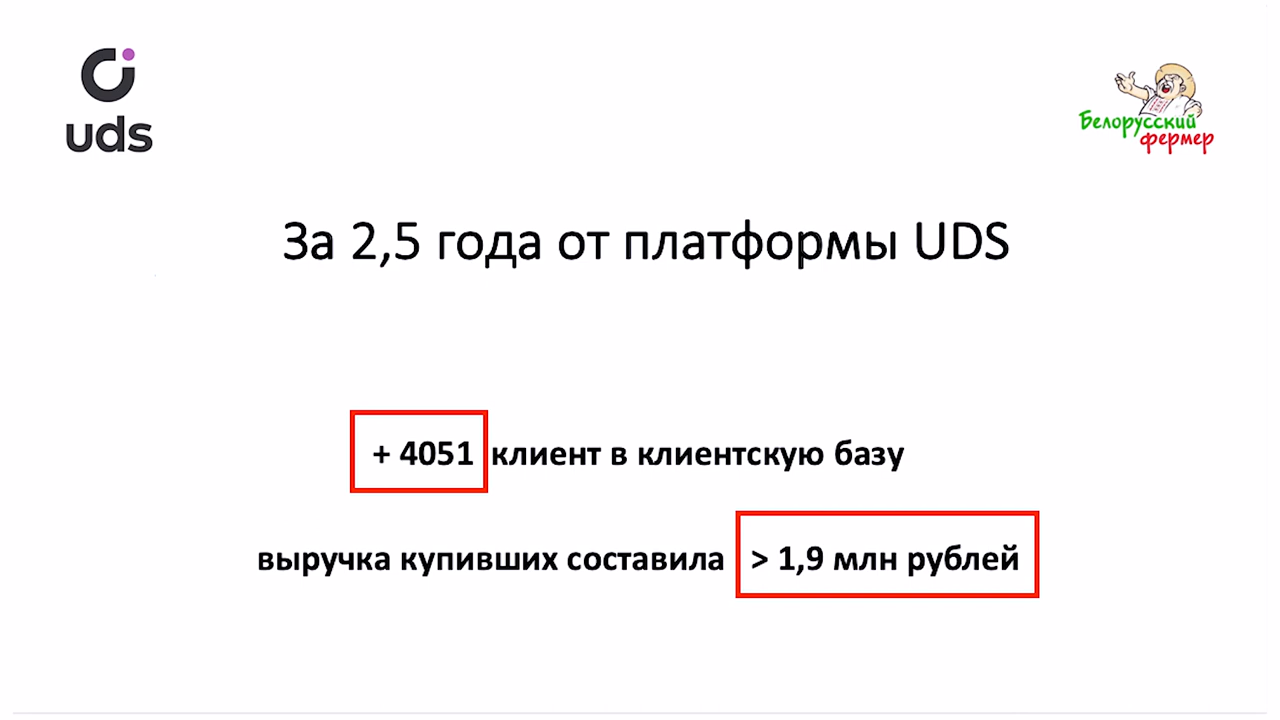 uds
Белорусский
фермер
За 2,5 года от платформы UDS
+ 4051 клиент в клиентскую базу
выручка купивших составила > 1,9 млн рублей